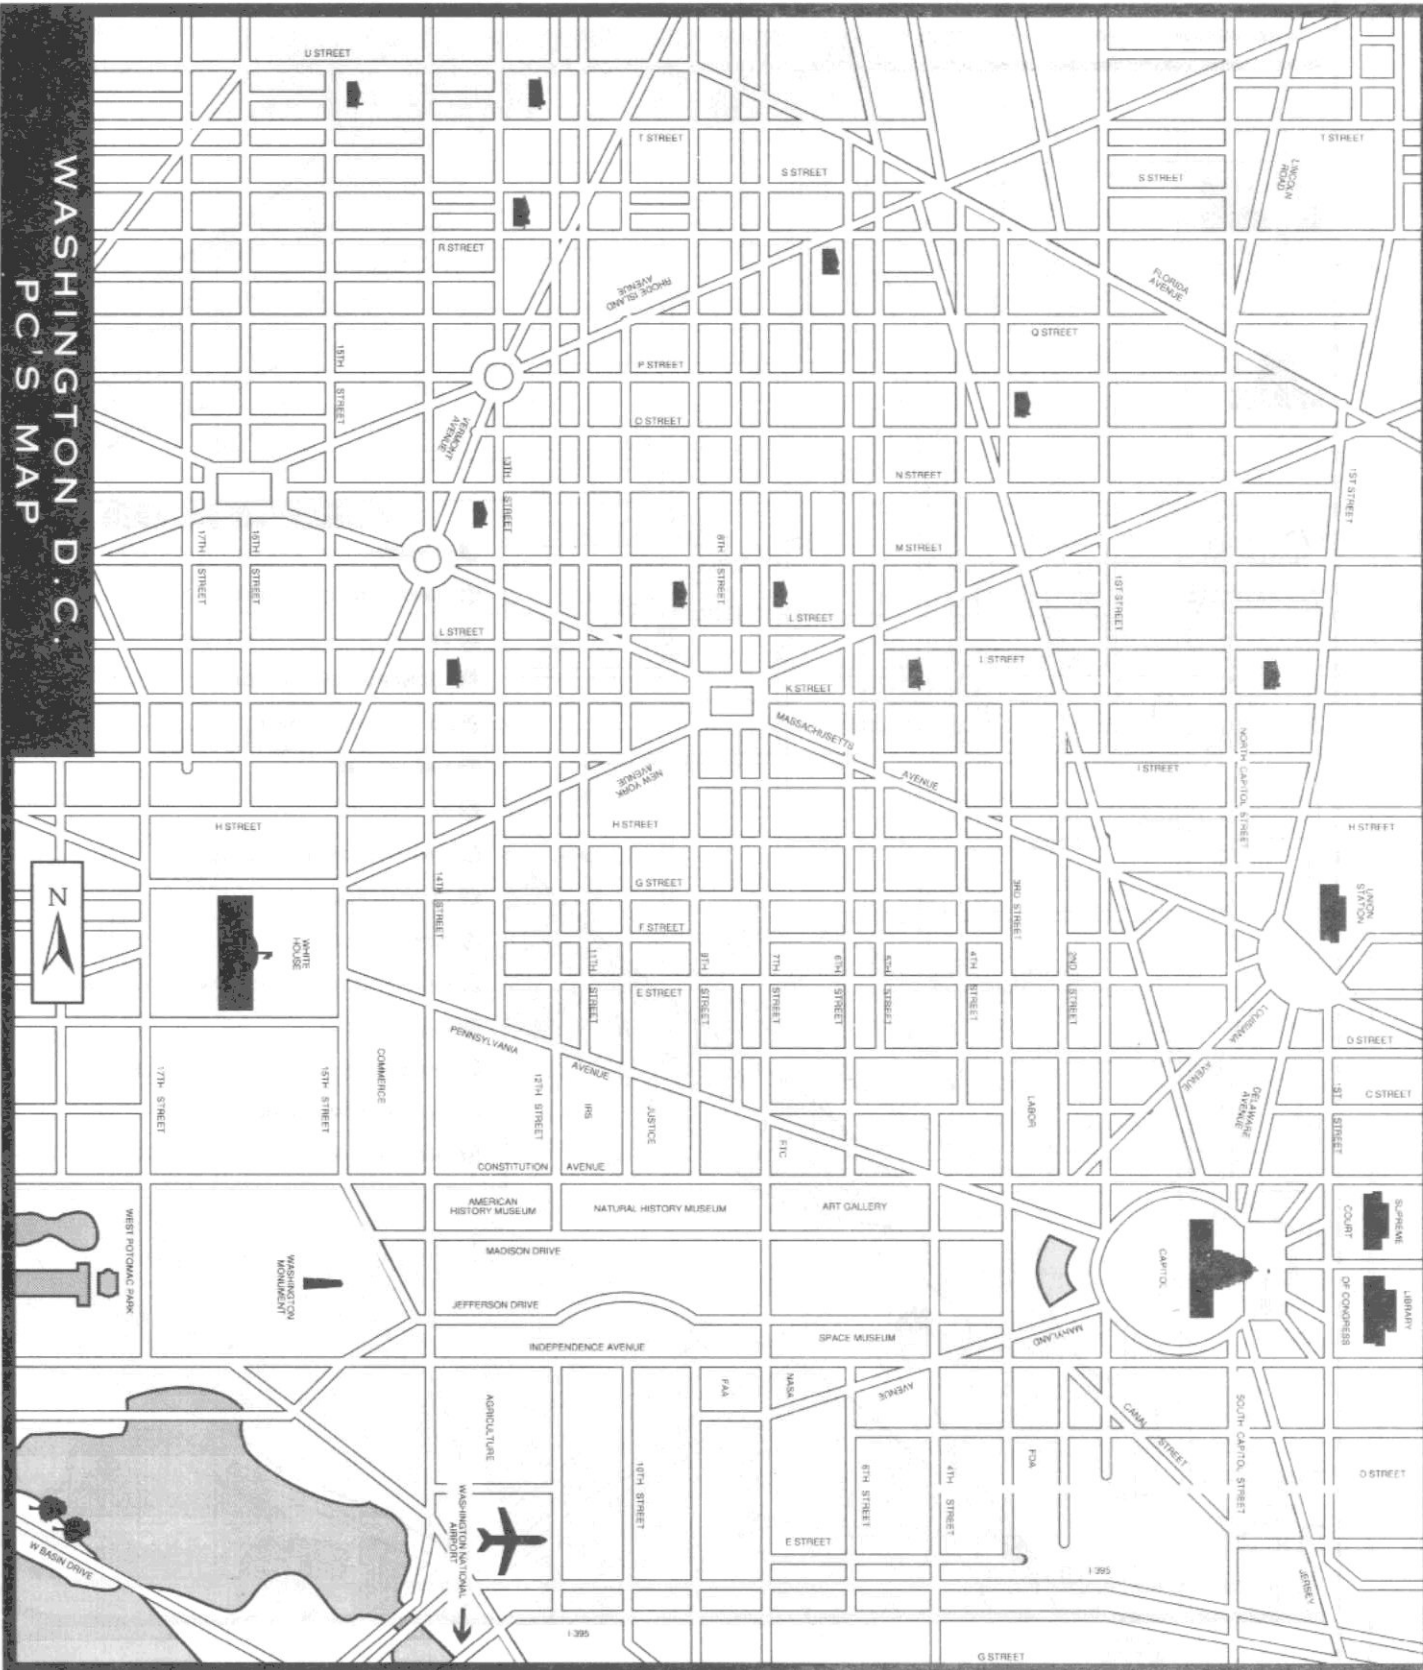 WASHINGTON D.C.
PC'S MAP
U STREET
T STREET
T STREET
S STREET
S STREET
LINCOLN
ROAD
R STREET
RHODE ISLAND
AVENUE
FLORIDA
AVENUE
Q STREET
15TH STREET
P STREET
O STREET
VERMONT
AVENUE
13TH STREET
N STREET
1ST STREET
17TH STREET
16TH STREET
8TH STREET
M STREET
1ST STREET
L STREET
L STREET
L STREET
K STREET
MASSACHUSETTS AVENUE
NEW YORK
AVENUE
I STREET
NORTH CAPITOL STREET
H STREET
H STREET
H STREET
N
14TH STREET
G STREET
3RD STREET
UNION
STATION
F STREET
WHITE
HOUSE
11TH STREET
E STREET
9TH STREET
7TH STREET
6TH STREET
5TH STREET
4TH STREET
2ND STREET
LOUISIANA AVENUE
D STREET
PENNSYLVANIA AVENUE
COMMERCE
17TH STREET
15TH STREET
12TH STREET
IRS
JUSTICE
FTC
LABOR
DELAWARE
AVENUE
1ST STREET
C STREET
CONSTITUTION AVENUE
WEST POTOMAC PARK
AMERICAN
HISTORY MUSEUM
NATURAL HISTORY MUSEUM
ART GALLERY
SUPREME
COURT
CAPITOL
WASHINGTON
MONUMENT
MADISON DRIVE
JEFFERSON DRIVE
INDEPENDENCE AVENUE
SPACE MUSEUM
MARYLAND AVENUE
LIBRARY
OF CONGRESS
FAA
NASA
AGRICULTURE
CANAL STREET
SOUTH CAPITOL STREET
10TH STREET
6TH STREET
4TH STREET
FDA
D STREET
WASHINGTON NATIONAL
AIRPORT
E STREET
W BASIN DRIVE
I-395
JERSEY
I-395
G STREET